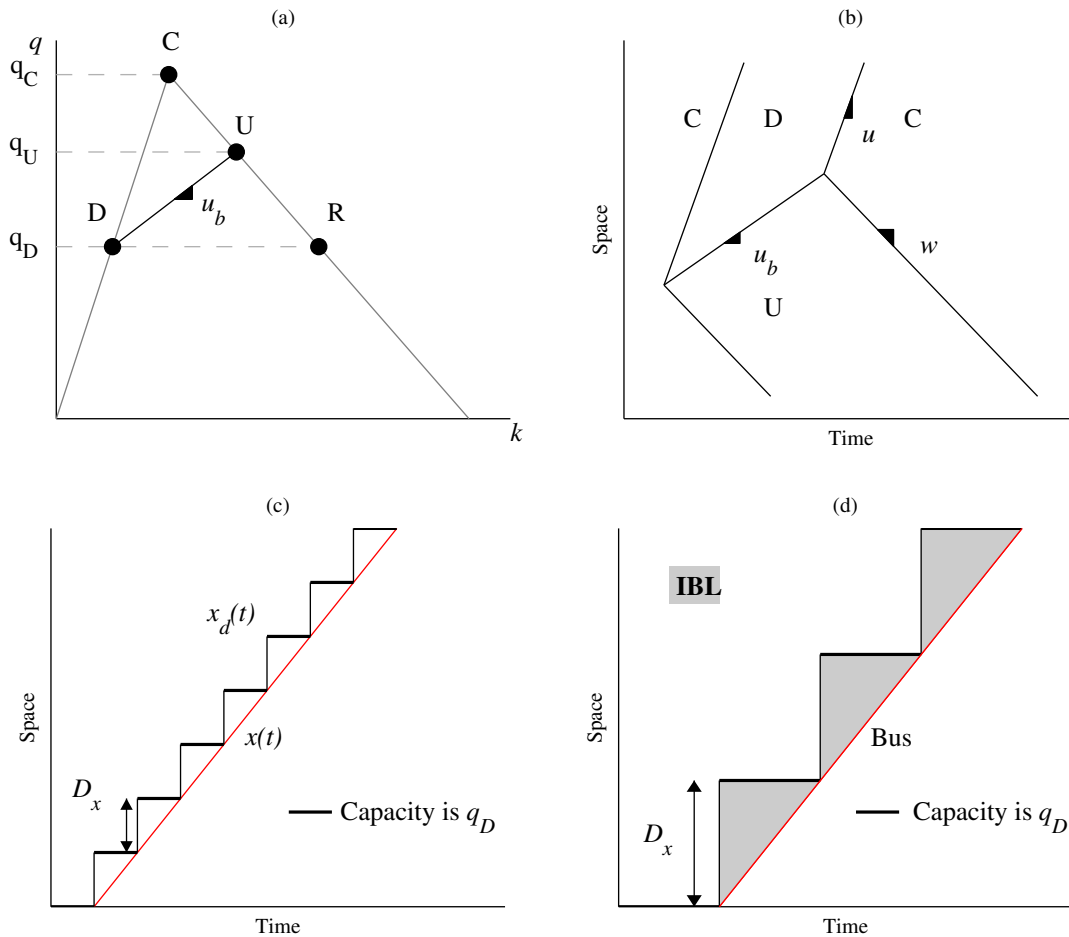 (a)
q
C
q_C
U
q_U
D
u_b
R
q_D
k
(b)
C
D
C
u
Space
u_b
w
U
Time
(c)
x_d(t)
Space
x(t)
D_x
Capacity is q_D
Time
(d)
IBL
Space
Bus
Capacity is q_D
D_x
Time